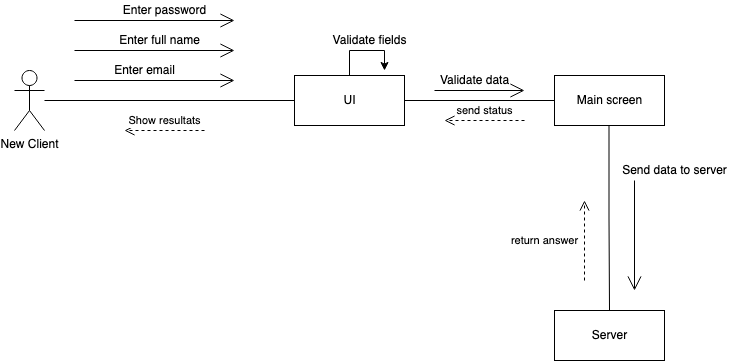 Enter password
Enter full name
Enter email
Validate fields
UI
Validate data
send status
Main screen
Show resultats
New Client
Send data to server
return answer
Server